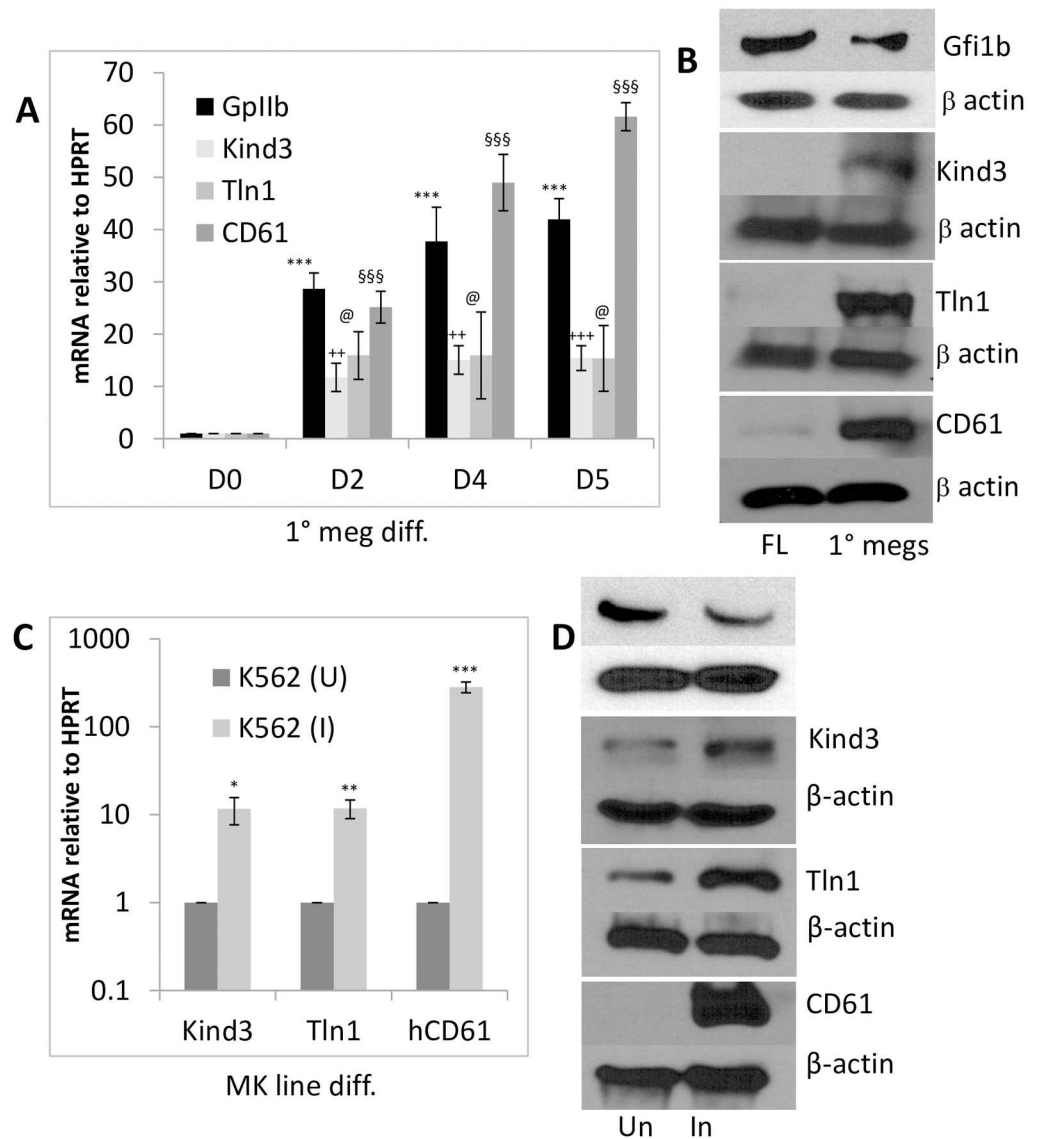 A
mRNA relative to HPRT
70
60
50
40
30
20
10
0
GpIIb
Kind3
Tln1
CD61
***
++
@
§§§
***
++
@
§§§
***
+++
@
§§§
D0 D2 D4 D5
1° meg diff.
B
Gfi1b
β actin
Kind3
β actin
Tln1
β actin
CD61
β actin
FL 1° megs
C
mRNA relative to HPRT
1000
100
10
1
0.1
K562 (U)
K562 (I)
*
**
***
Kind3 Tln1 hCD61
MK line diff.
D
Kind3
β-actin
Tln1
β-actin
CD61
β-actin
Un In